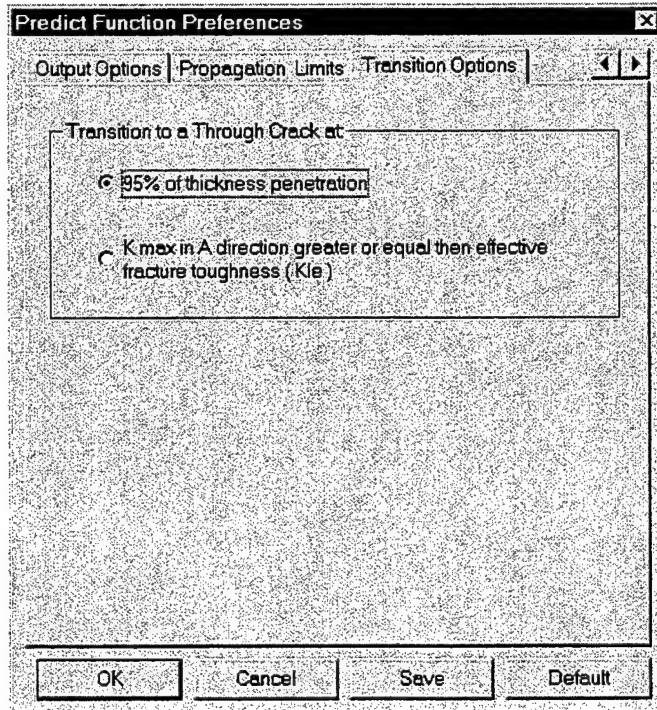 Predict Function Preferences
Output Options
Propagation Limits
Transition Options
Transition to a Through Crack at:
95% of thickness penetration
K max in A direction greater or equal then effective
fracture toughness ( KIe )
OK
Cancel
Save
Default